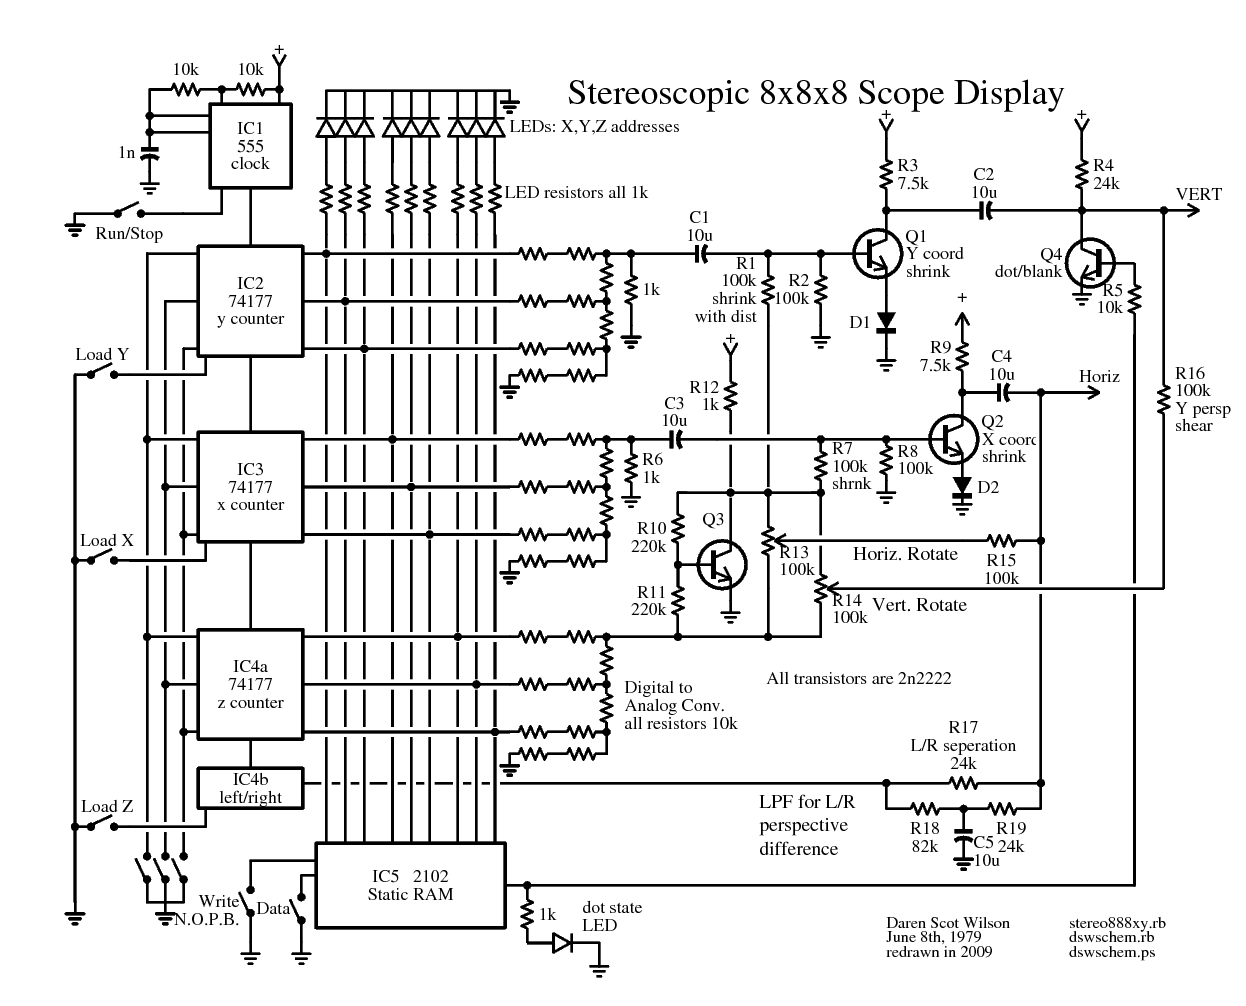 Stereoscopic 8x8x8 Scope Display
+
10k
10k
IC1
555
clock
1n
Run/Stop
LEDs: X,Y,Z addresses
LED resistors all 1k
IC2
74177
y counter
Load Y
IC3
74177
x counter
Load X
IC4a
74177
z counter
IC4b
left/right
Load Z
Write
N.O.P.B.
Data
IC5 2102
Static RAM
1k
dot state
LED
C1
10u
1k
R1
100k
shrink
with dist
R2
100k
+
R3
7.5k
C2
10u
+
R4
24k
VERT
Q1
Y coord
shrink
D1
Q4
dot/blank
R5
10k
+
R9
7.5k
C4
10u
Horiz
R16
100k
Y persp
shear
+
R12
1k
C3
10u
R6
1k
R7
100k
shrnk
R8
100k
Q2
X coord
shrink
D2
R10
220k
Q3
R13
100k
Horiz. Rotate
R15
100k
R11
220k
R14
100k
Vert. Rotate
All transistors are 2n2222
Digital to
Analog Conv.
all resistors 10k
R17
L/R seperation
24k
LPF for L/R
perspective
difference
R18
82k
C5
10u
R19
24k
Daren Scot Wilson
June 8th, 1979
redrawn in 2009
stereo888xy.rb
dswschem.rb
dswschem.ps